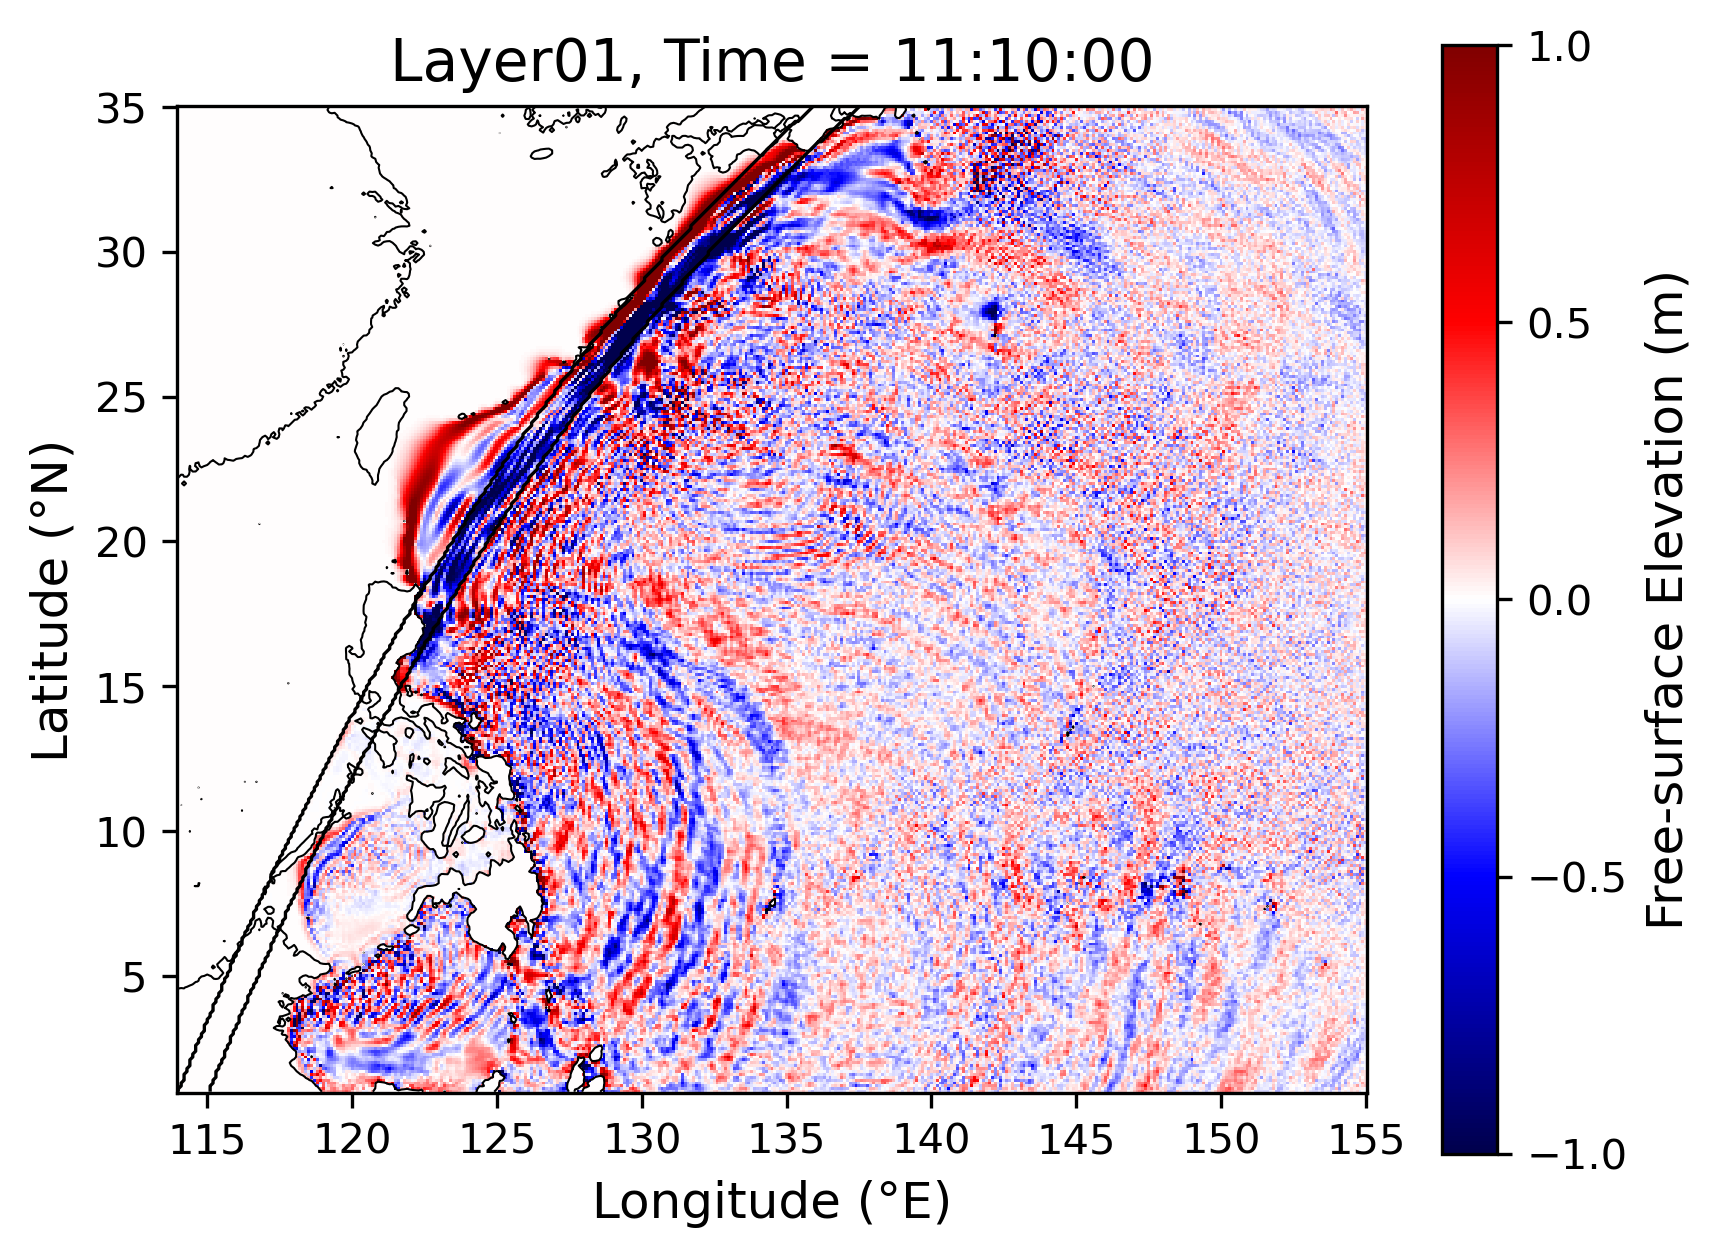 Layer01, Time = 11:10:00
1.0
0.5
0.0
−0.5
−1.0
Free-surface Elevation (m)
35
30
25
20
15
10
5
Latitude (°N)
115 120 125 130 135 140 145 150 155
Longitude (°E)